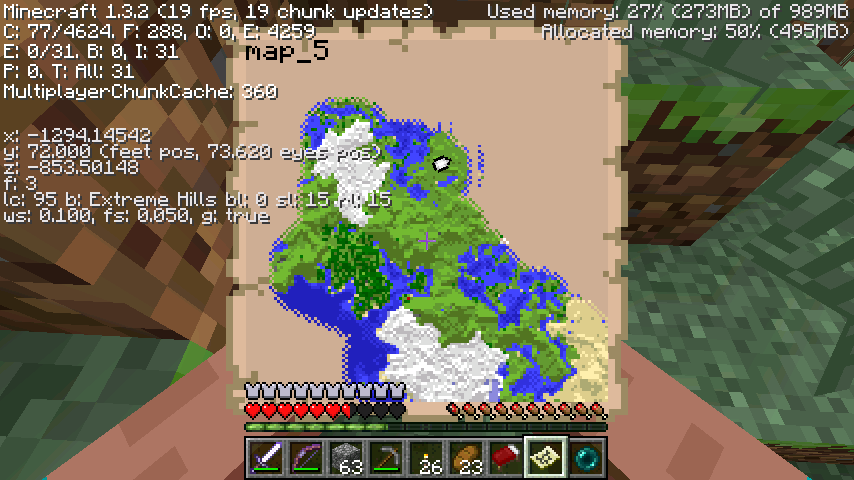 Minecraft 1.3.2 (19 fps, 19 chunk updates)
Used memory: 27% (273MB) of 989MB
C: 77/4624, F: 288, O: 0, E: 4259
Allocated memory: 50% (495MB)
E: 0/31, B: 0, I: 31
map_5
P: 0, T: All: 31
MultiplayerChunkCache: 360
x: -1294.14542
y: 72.000 (feet pos, 73.620 eyes pos)
z: -853.50148
f: 3
lc: 95 b: Extreme Hills bl: 0 sl: 15 rl: 15
ws: 0.100, fs: 0.050, g: true
63
26
23